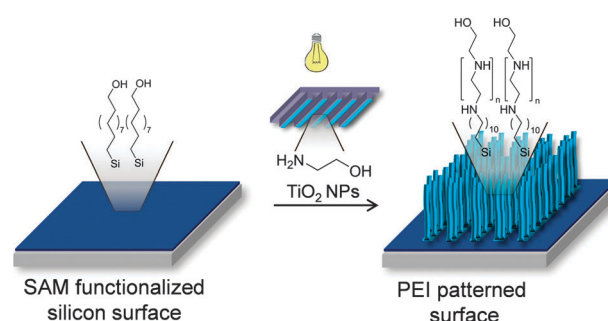 OH
OH
( )7 ( )7
Si
Si
SAM functionalized
silicon surface
H2N
OH
TiO2 NPs
HO
HO
NH
NH
n
n
HN
HN
( )10 ( )10
Si
Si
PEI patterned
surface